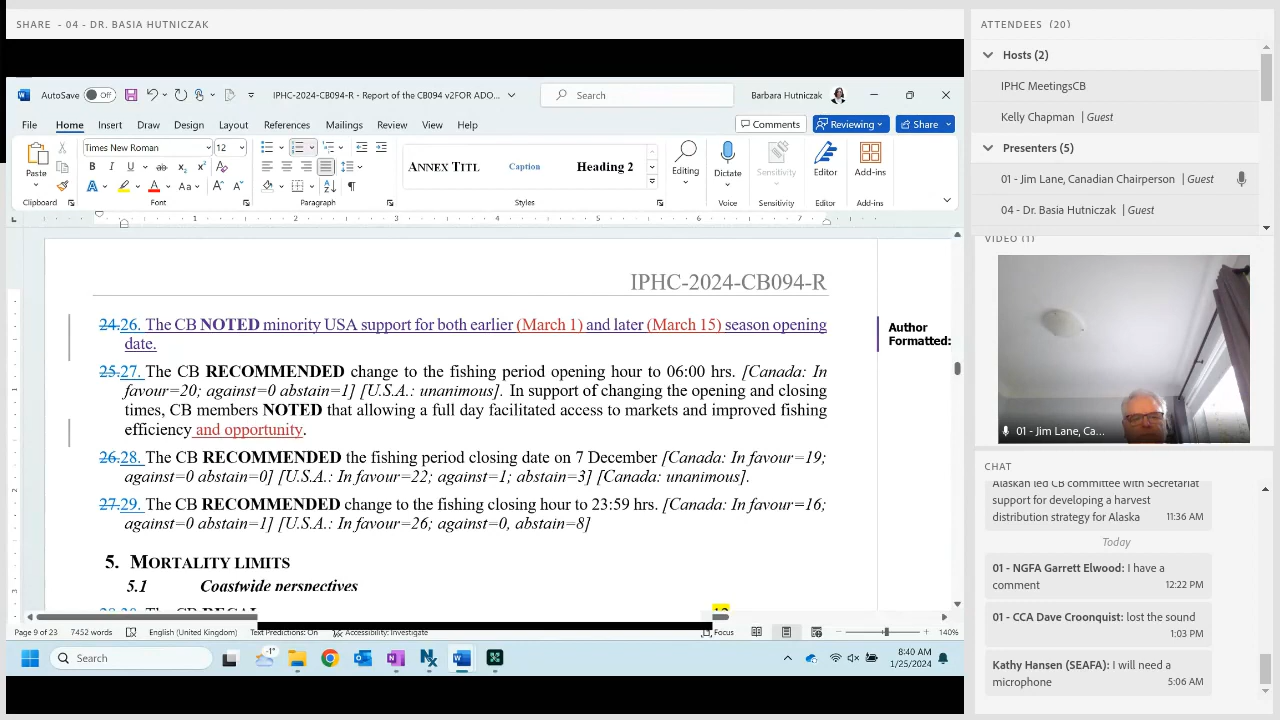 SHARE - 04 - DR. BASIA HUTNICZAK
ATTENDEES (20)
Hosts (2)
IPHC MeetingsCB
Kelly Chapman | Guest
Presenters (5)
01 - Jim Lane, Canadian Chairperson | Guest
04 - Dr. Basia Hutniczak | Guest
VIDEO (1)
01 - Jim Lane, Ca...
CHAT
Alaskan led CB committee with Secretariat
support for developing a harvest
distribution strategy for Alaska 11:36 AM
Today
01 - NGFA Garrett Elwood: I have a
comment 12:22 PM
01 - CCA Dave Croonquist: lost the sound
1:03 PM
Kathy Hansen (SEAFA): I will need
microphone 5:06 AM
AutoSave Off
IPHC-2024-CB094-R - Report of the CB094 v2FOR ADO...
Search
Barbara Hutniczak
File Home Insert Draw Design Layout References Mailings Review View Help
Comments Reviewing Share
Paste
Times New Roman 12
B I U ab x₂ x²
A A Aa A A
ANNEX TITL Caption Heading 2
Editing Dictate Sensitivity Editor Add-ins
Clipboard Font Paragraph Styles Voice Sensitivity Editor Add-ins
1 2 3 4 5 6 7
IPHC-2024-CB094-R
24.26. The CB NOTED minority USA support for both earlier (March 1) and later (March 15) season opening
date.
Author
Formatted:
25.27. The CB RECOMMENDED change to the fishing period opening hour to 06:00 hrs. [Canada: In
favour=20; against=0 abstain=1] [U.S.A.: unanimous]. In support of changing the opening and closing
times, CB members NOTED that allowing a full day facilitated access to markets and improved fishing
efficiency and opportunity.
26.28. The CB RECOMMENDED the fishing period closing date on 7 December [Canada: In favour=19;
against=0 abstain=0] [U.S.A.: In favour=22; against=1; abstain=3] [Canada: unanimous].
27.29. The CB RECOMMENDED change to the fishing closing hour to 23:59 hrs. [Canada: In favour=16;
against=0 abstain=1] [U.S.A.: In favour=26; against=0, abstain=8]
5. MORTALITY LIMITS
5.1 Coastwide perspectives
Page 9 of 23 7452 words English (United Kingdom) Text Predictions: On Accessibility: Investigate Focus 140%
Search
-1°
8:40 AM
1/25/2024